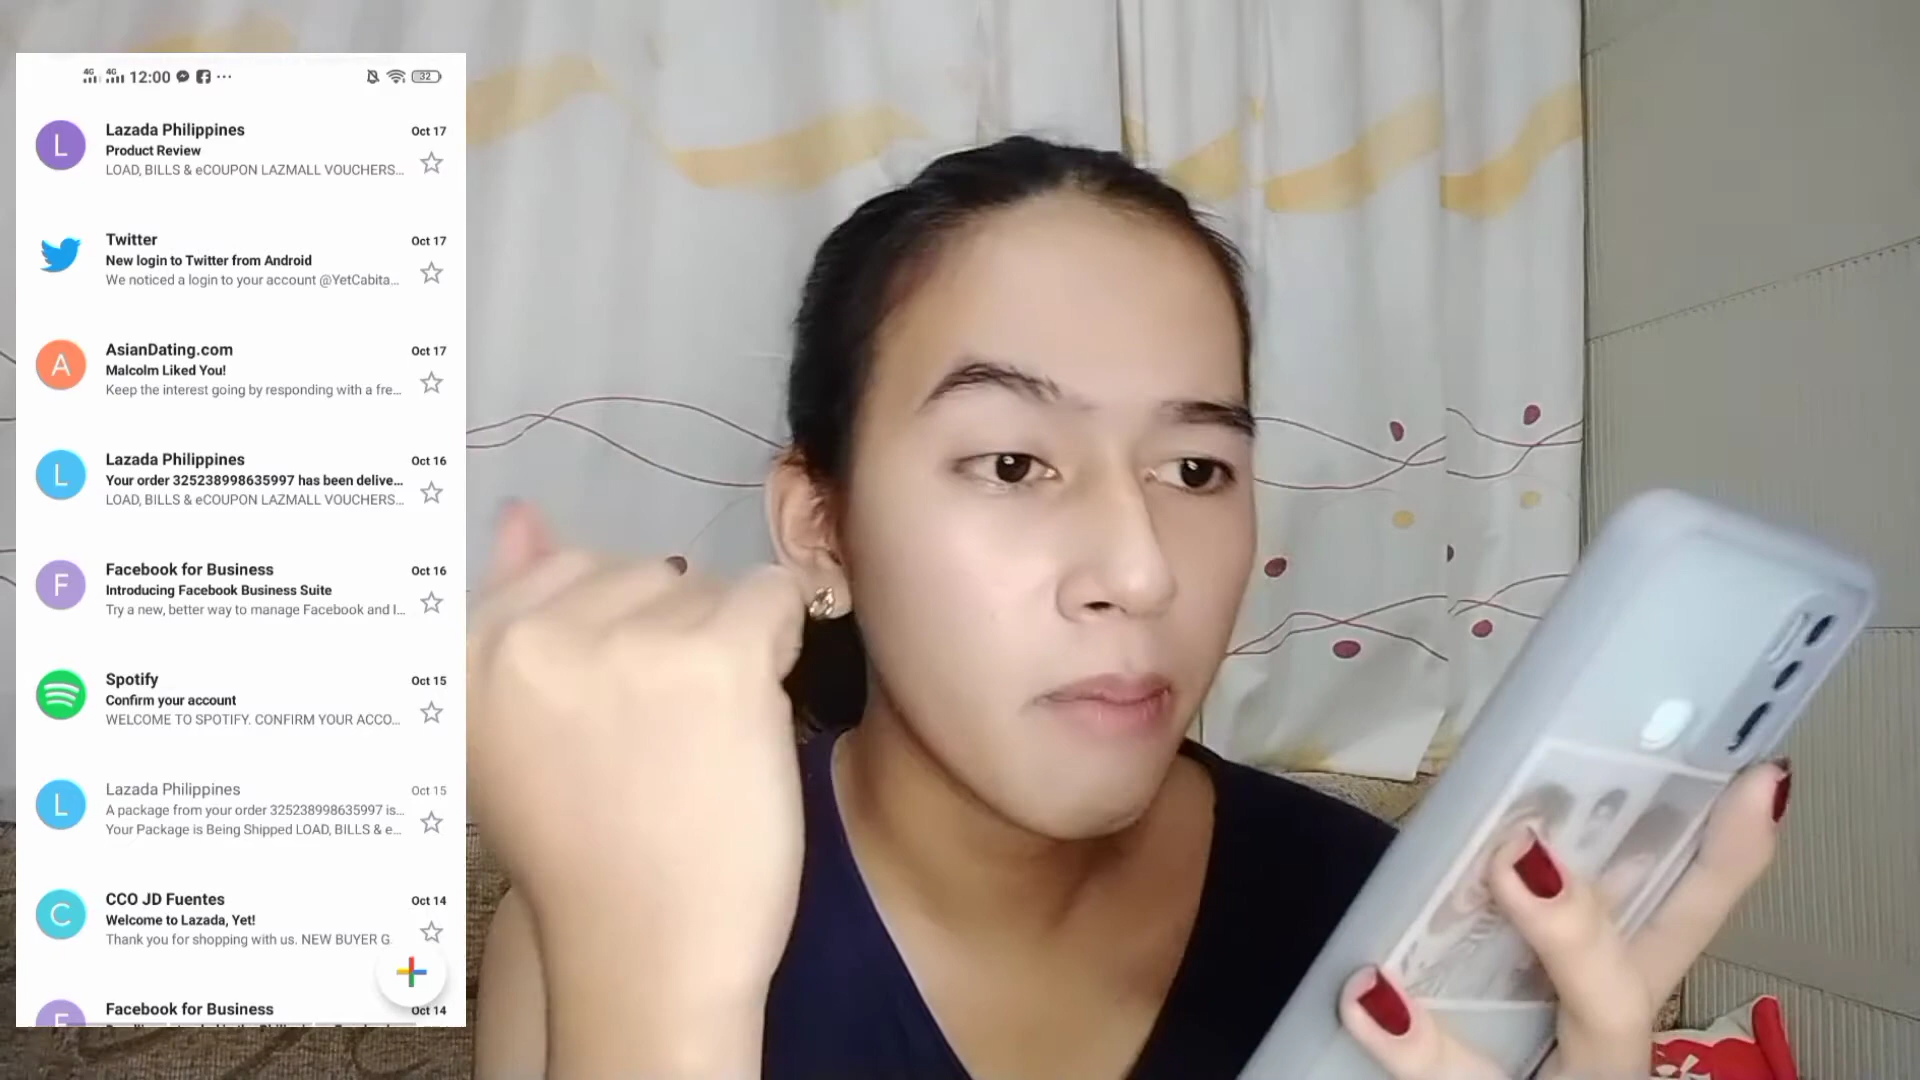 4G 4G 12:00 ... 32
Lazada Philippines Oct 17
Product Review
LOAD, BILLS & eCOUPON LAZMALL VOUCHERS...
Twitter Oct 17
New login to Twitter from Android
We noticed a login to your account @YetCabita...
AsianDating.com Oct 17
Malcolm Liked You!
Keep the interest going by responding with a fre...
Lazada Philippines Oct 16
Your order 325238998635997 has been delive...
LOAD, BILLS & eCOUPON LAZMALL VOUCHERS...
Facebook for Business Oct 16
Introducing Facebook Business Suite
Try a new, better way to manage Facebook and I...
Spotify Oct 15
Confirm your account
WELCOME TO SPOTIFY. CONFIRM YOUR ACCO...
Lazada Philippines Oct 15
A package from your order 325238998635997 is...
Your Package is Being Shipped LOAD, BILLS & e...
CCO JD Fuentes Oct 14
Welcome to Lazada, Yet!
Thank you for shopping with us. NEW BUYER G
Facebook for Business Oct 14